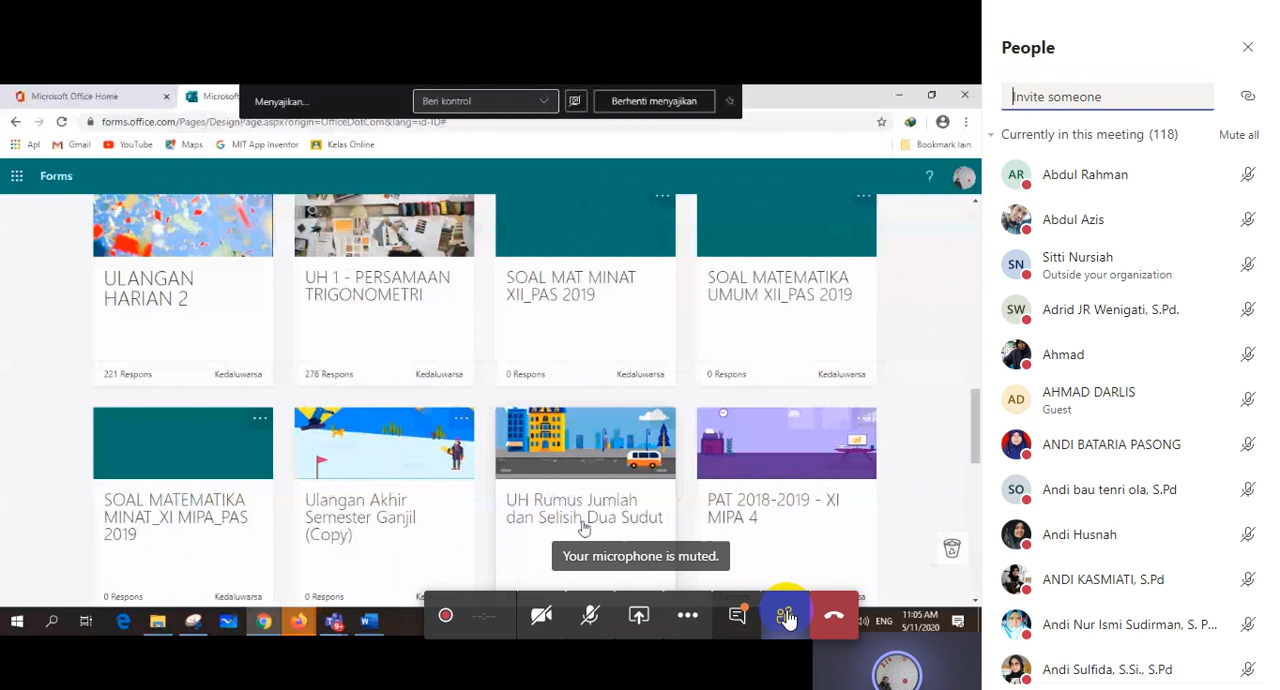 Microsoft Office Home
Microsoft
Menyajikan...
Beri kontrol
Berhenti menyajikan
forms.office.com/Pages/DesignPage.aspx?origin=OfficeDotCom&lang=id-ID#
Apl
Gmail
YouTube
Maps
MIT App Inventor
Kelas Online
Bookmark lain
Forms
?
ULANGAN
HARIAN 2
221 Respons
Kedaluwarsa
UH 1 - PERSAMAAN
TRIGONOMETRI
276 Respons
Kedaluwarsa
SOAL MAT MINAT
XII_PAS 2019
0 Respons
Kedaluwarsa
SOAL MATEMATIKA
UMUM XII_PAS 2019
0 Respons
Kedaluwarsa
SOAL MATEMATIKA
MINAT_XI MIPA_PAS
2019
0 Respons
Kedaluwarsa
Ulangan Akhir
Semester Ganjil
(Copy)
0 Respons
Kedaluwarsa
UH Rumus Jumlah
dan Selisih Dua Sudut
PAT 2018-2019 - XI
MIPA 4
Your microphone is muted.
--:--
ENG
11:05 AM
5/11/2020
People
Invite someone
Currently in this meeting (118)
Mute all
AR
Abdul Rahman
Abdul Azis
SN
Sitti Nursiah
Outside your organization
SW
Adrid JR Wenigati, S.Pd.
Ahmad
AD
AHMAD DARLIS
Guest
ANDI BATARIA PASONG
SO
Andi bau tenri ola, S.Pd
Andi Husnah
ANDI KASMIATI, S.Pd
Andi Nur Ismi Sudirman, S. P...
Andi Sulfida, S.Si., S.Pd